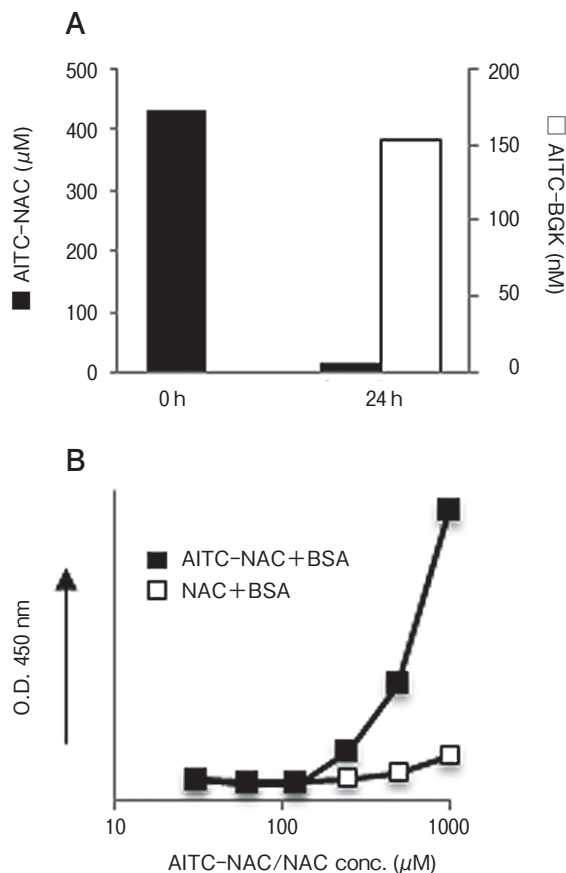 A
500
400
300
200
100
0
■ AITC-NAC (μM)
200
150
100
50
0
□ AITC-BGK (nM)
0 h
24 h
B
■ AITC-NAC+BSA
□ NAC+BSA
O.D. 450 nm
10
100
1000
AITC-NAC/NAC conc. (μM)